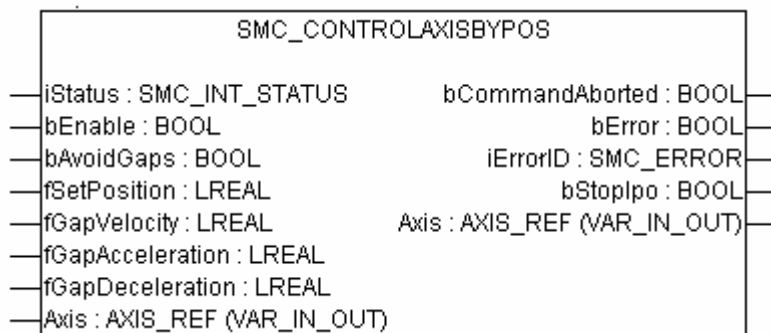 SMC_CONTROLAXISBYPOS
iStatus : SMC_INT_STATUS bCommandAborted : BOOL
bEnable : BOOL bError : BOOL
bAvoidGaps : BOOL iErrorID : SMC_ERROR
fSetPosition : LREAL bStopIpo : BOOL
fGapVelocity : LREAL Axis : AXIS_REF (VAR_IN_OUT)
fGapAcceleration : LREAL
fGapDeceleration : LREAL
Axis : AXIS_REF (VAR_IN_OUT)